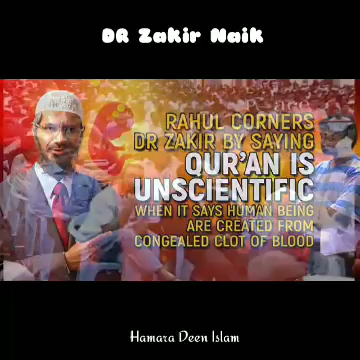 DR Zakir Naik
RAHUL CORNERS
DR ZAKIR BY SAYING
QUR'AN IS
UNSCIENTIFIC
WHEN IT SAYS HUMAN BEING
ARE CREATED FROM
CONGEALED CLOT OF BLOOD
Hamara Deen Islam